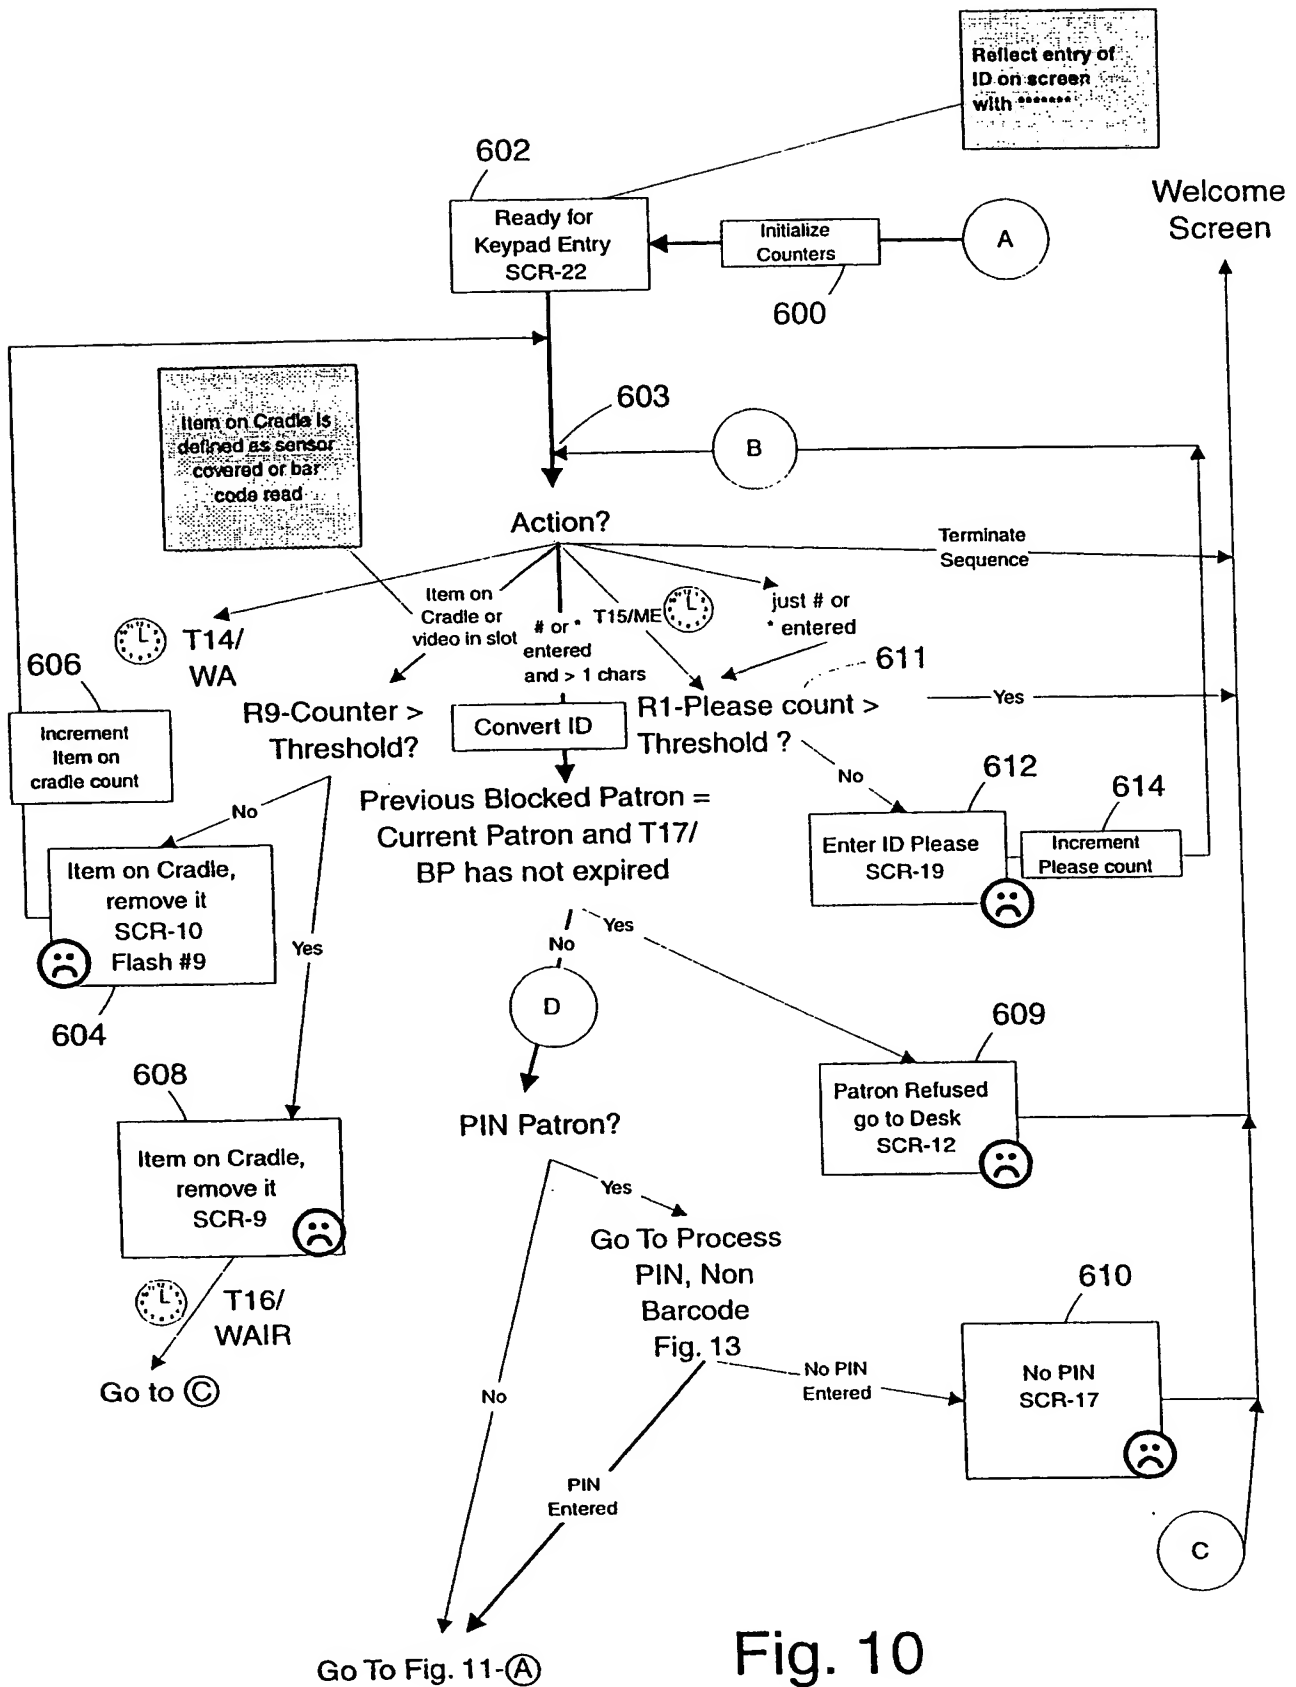 Reflect entry of
ID on screen
with *******
602
Ready for
Keypad Entry
SCR-22
Initialize
Counters
600
A
Welcome
Screen
603
B
Item on Cradle is
defined as sensor
covered or bar
code read
Action?
Terminate
Sequence
T14/
WA
Item on
Cradle or
video in slot
# or *
entered
and > 1 chars
T15/ME
just # or
* entered
606
Increment
Item on
cradle count
R9-Counter >
Threshold?
Convert ID
611
R1-Please count >
Threshold ?
Yes
No
612
Enter ID Please
SCR-19
614
Increment
Please count
Previous Blocked Patron =
Current Patron and T17/
BP has not expired
No
Item on Cradle,
remove it
SCR-10
Flash #9
604
Yes
Yes
No
D
609
Patron Refused
go to Desk
SCR-12
608
Item on Cradle,
remove it
SCR-9
T16/
WAIR
Go to C
PIN Patron?
Yes
Go To Process
PIN, Non
Barcode
Fig. 13
No
No PIN
Entered
610
No PIN
SCR-17
PIN
Entered
C
Go To Fig. 11-A
Fig. 10